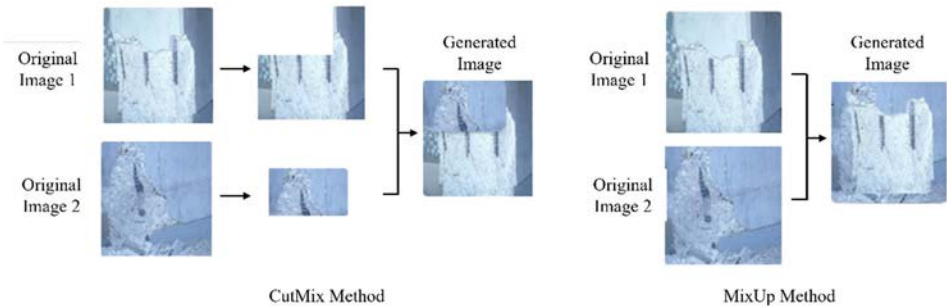 Original
Image 1
Generated
Image
Original
Image 2
CutMix Method
Original
Image 1
Generated
Image
Original
Image 2
MixUp Method